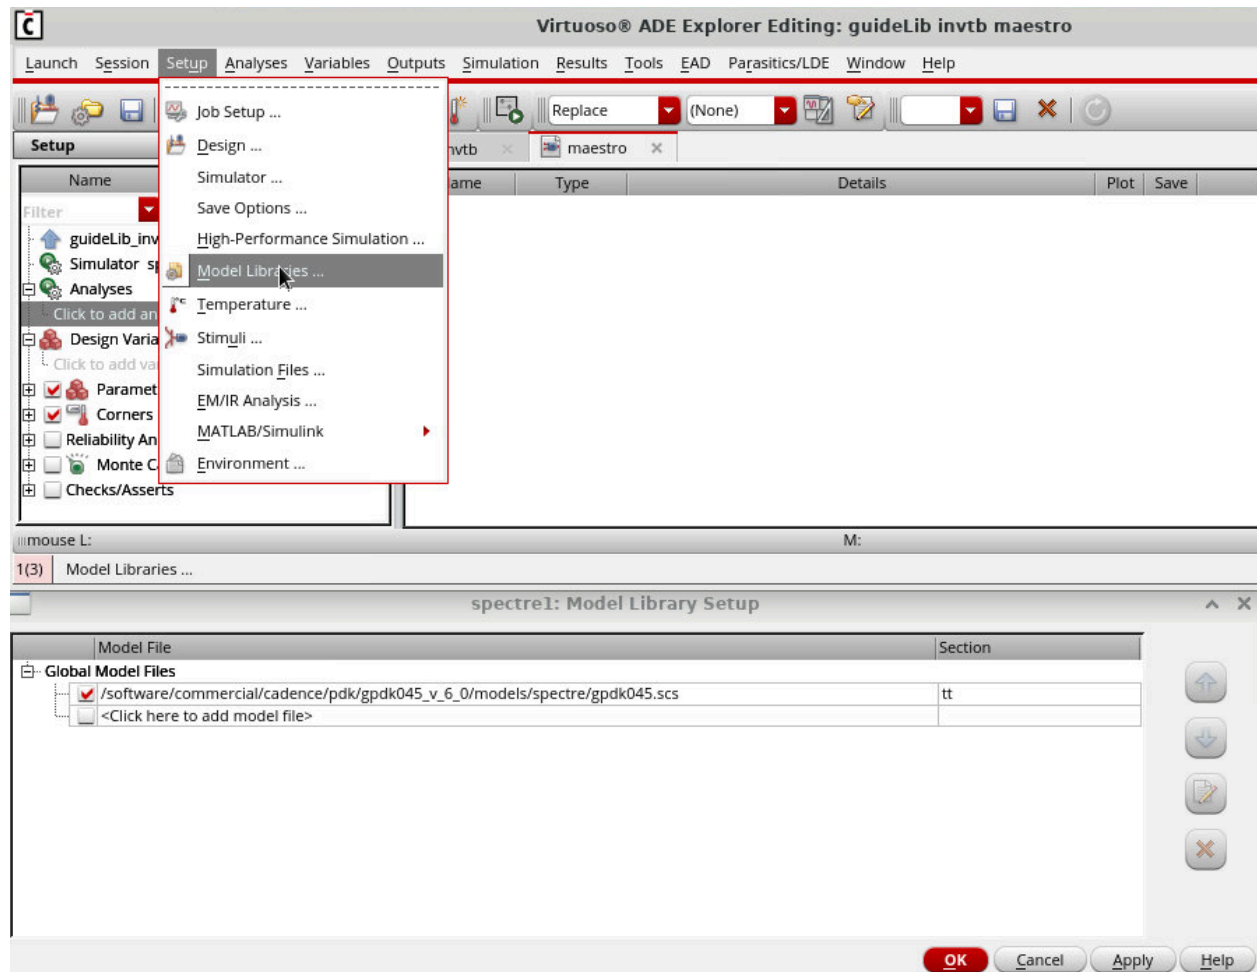 Virtuoso® ADE Explorer Editing: guideLib invtb maestro
Launch Session Setup Analyses Variables Outputs Simulation Results Tools EAD Parasitics/LDE Window Help
Replace (None)
Setup
invtb maestro
Name
Type Details Plot Save
Filter
guideLib_inv
Simulator
Analyses
Click to add an
Design Varia
Click to add va
Paramet
Corners
Reliability An
Monte C
Checks/Asserts
Job Setup ...
Design ...
Simulator ...
Save Options ...
High-Performance Simulation ...
Model Libraries ...
Temperature ...
Stimuli ...
Simulation Files ...
EM/IR Analysis ...
MATLAB/Simulink
Environment ...
mouse L: M:
1(3) Model Libraries ...
spectre1: Model Library Setup
Model File Section
Global Model Files
/software/commercial/cadence/pdk/gpdk045_v_6_0/models/spectre/gpdk045.scs tt
<Click here to add model file>
OK Cancel Apply Help